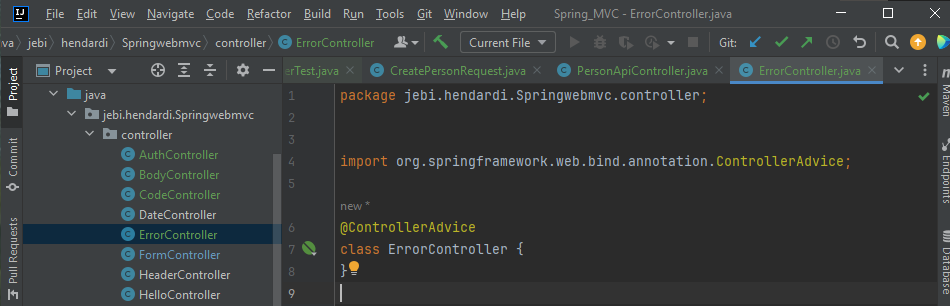 IJ File Edit View Navigate Code Refactor Build Run Tools Git Window Help Spring_MVC - ErrorController.java
jebi hendardi Springwebmvc controller ErrorController Current File Git:
Project
Project
erTest.java CreatePersonRequest.java PersonApiController.java ErrorController.java
java
jebi.hendardi.Springwebmvc
controller
AuthController
BodyController
CodeController
DateController
ErrorController
FormController
HeaderController
HelloController
Commit
Pull Requests
1 package jebi.hendardi.Springwebmvc.controller;
2
3
4 import org.springframework.web.bind.annotation.ControllerAdvice;
5
new *
6 @ControllerAdvice
7 class ErrorController {
8 }
9
Maven
Endpoints
Database